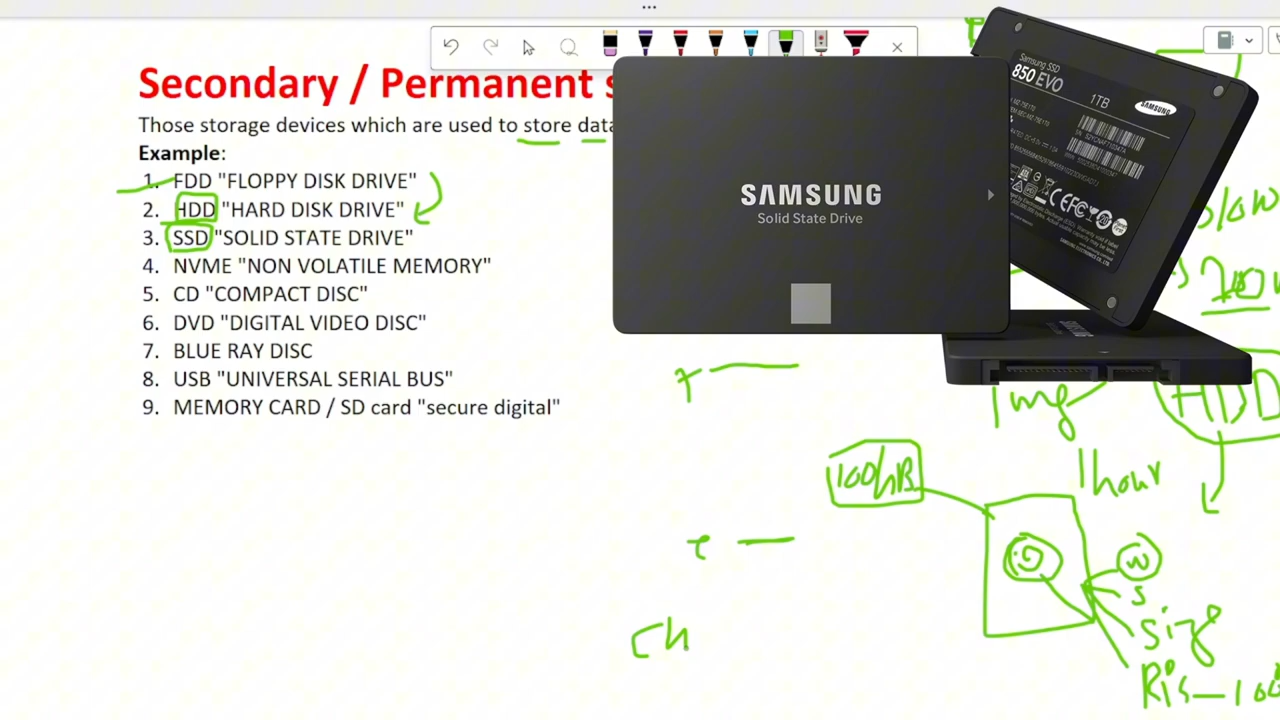 Secondary / Permanent
Those storage devices which are used to store data
Example:
1. FDD "FLOPPY DISK DRIVE"
2. HDD "HARD DISK DRIVE"
3. SSD "SOLID STATE DRIVE"
4. NVME "NON VOLATILE MEMORY"
5. CD "COMPACT DISC"
6. DVD "DIGITAL VIDEO DISC"
7. BLUE RAY DISC
8. USB "UNIVERSAL SERIAL BUS"
9. MEMORY CARD / SD card "secure digital"
SAMSUNG
Solid State Drive
Samsung SSD
850 EVO
1TB
SAMSUNG
HDD
1 hour
W
S
Size